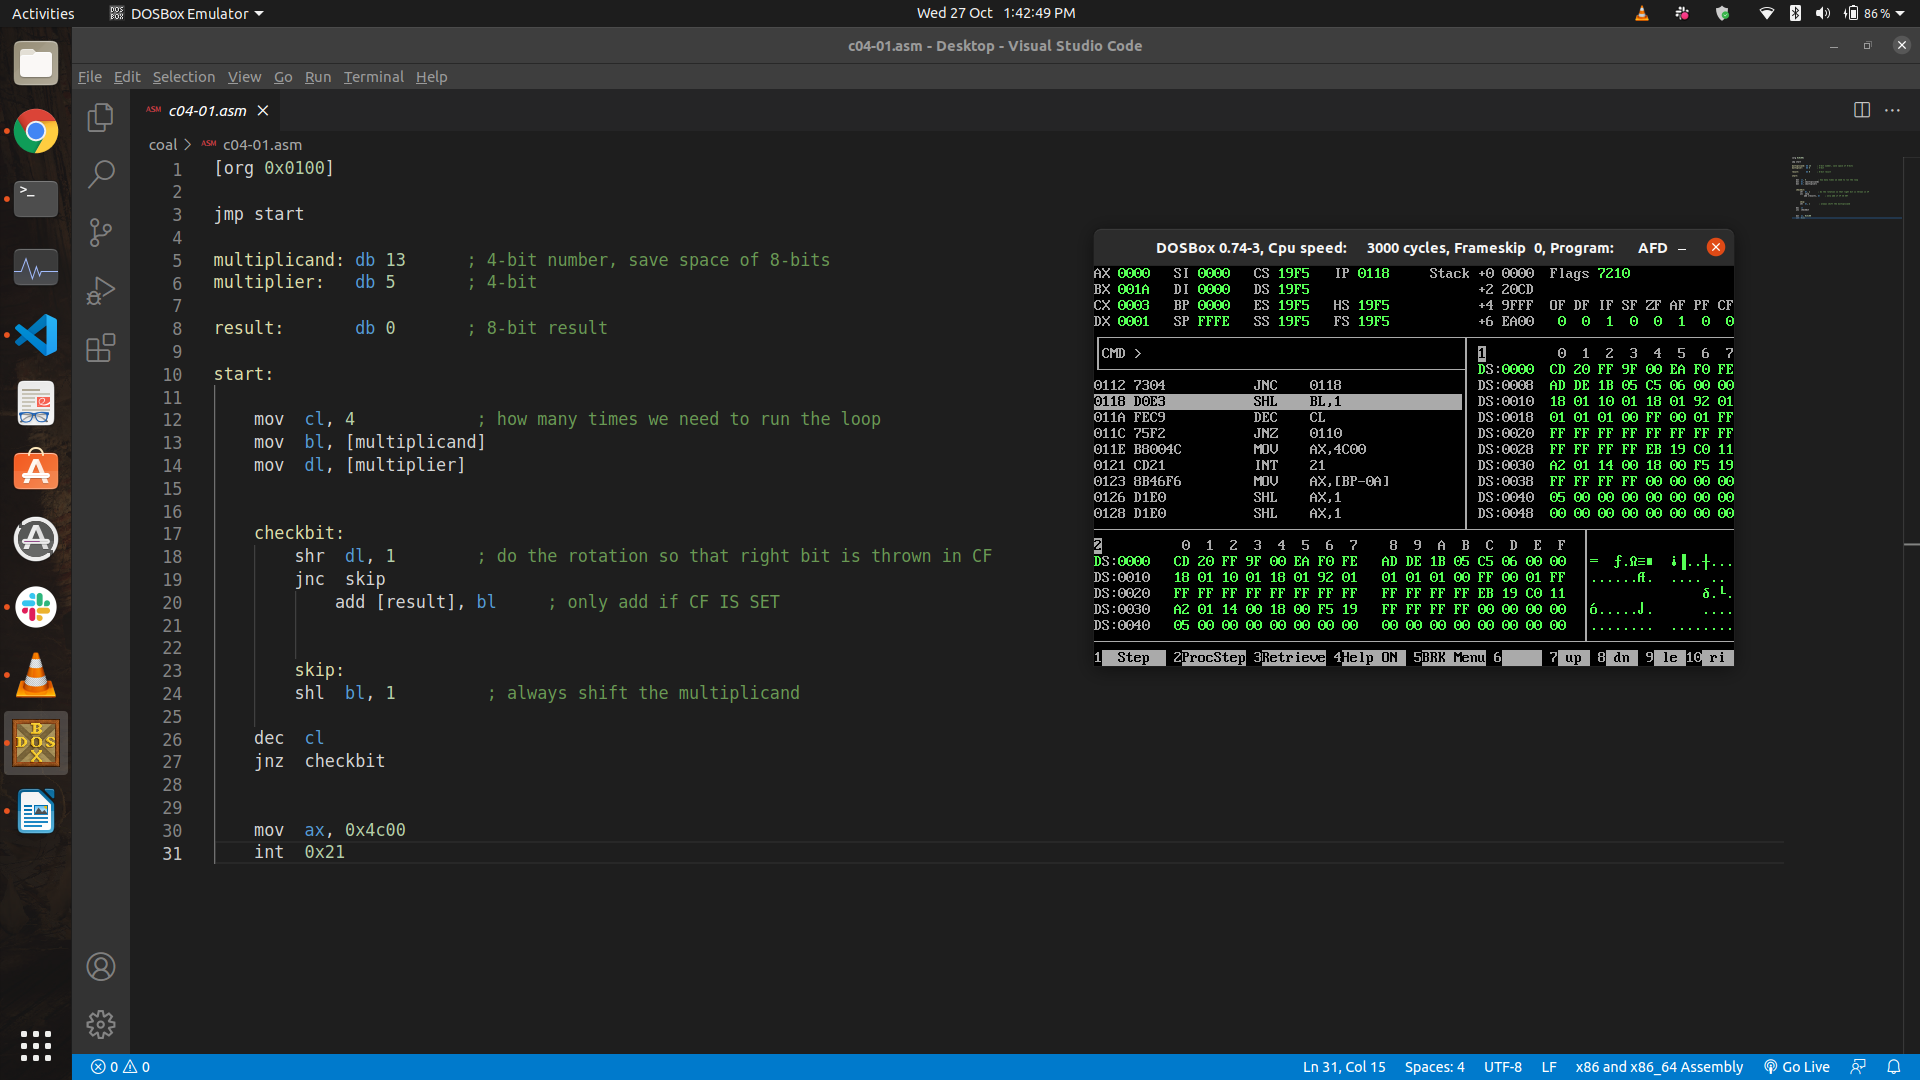 Activities DOSBox Emulator Wed 27 Oct 1:42:49 PM 86 %
c04-01.asm - Desktop - Visual Studio Code
File Edit Selection View Go Run Terminal Help
ASM c04-01.asm
coal > ASM c04-01.asm
1 [org 0x0100]
2
3 jmp start
4
5 multiplicand: db 13 ; 4-bit number, save space of 8-bits
6 multiplier: db 5 ; 4-bit
7
8 result: db 0 ; 8-bit result
9
10 start:
11
12 mov cl, 4 ; how many times we need to run the loop
13 mov bl, [multiplicand]
14 mov dl, [multiplier]
15
16
17 checkbit:
18 shr dl, 1 ; do the rotation so that right bit is thrown in CF
19 jnc skip
20 add [result], bl ; only add if CF IS SET
21
22
23 skip:
24 shl bl, 1 ; always shift the multiplicand
25
26 dec cl
27 jnz checkbit
28
29
30 mov ax, 0x4c00
31 int 0x21
DOSBox 0.74-3, Cpu speed: 3000 cycles, Frameskip 0, Program: AFD
AX 0000 SI 0000 CS 19F5 IP 0118 Stack +0 0000 Flags 7210
BX 001A DI 0000 DS 19F5 +2 20CD
CX 0003 BP 0000 ES 19F5 HS 19F5 +4 9FFF OF DF IF SF ZF AF PF CF
DX 0001 SP FFFE SS 19F5 FS 19F5 +6 EA00 0 0 1 0 0 1 0 0
CMD >
0112 7304 JNC 0118
0118 D0E3 SHL BL,1
011A FEC9 DEC CL
011C 75F2 JNZ 0110
011E B8004C MOV AX,4C00
0121 CD21 INT 21
0123 8B46F6 MOV AX,[BP-0A]
0126 D1E0 SHL AX,1
0128 D1E0 SHL AX,1
1 0 1 2 3 4 5 6 7
DS:0000 CD 20 FF 9F 00 EA F0 FE
DS:0008 AD DE 1B 05 C5 06 00 00
DS:0010 18 01 10 01 18 01 92 01
DS:0018 01 01 01 00 FF 00 01 FF
DS:0020 FF FF FF FF FF FF FF FF
DS:0028 FF FF FF FF EB 19 C0 11
DS:0030 A2 01 14 00 18 00 F5 19
DS:0038 FF FF FF FF 00 00 00 00
DS:0040 05 00 00 00 00 00 00 00
DS:0048 00 00 00 00 00 00 00 00
2 0 1 2 3 4 5 6 7 8 9 A B C D E F
DS:0000 CD 20 FF 9F 00 EA F0 FE AD DE 1B 05 C5 06 00 00
DS:0010 18 01 10 01 18 01 92 01 01 01 01 00 FF 00 01 FF
DS:0020 FF FF FF FF FF FF FF FF FF FF FF FF EB 19 C0 11
DS:0030 A2 01 14 00 18 00 F5 19 FF FF FF FF 00 00 00 00
DS:0040 05 00 00 00 00 00 00 00 00 00 00 00 00 00 00 00
1 Step 2ProcStep 3Retrieve 4Help ON 5BRK Menu 6 7 up 8 dn 9 le 10 ri
BOSX DOS
0 0 Ln 31, Col 15 Spaces: 4 UTF-8 LF x86 and x86_64 Assembly Go Live